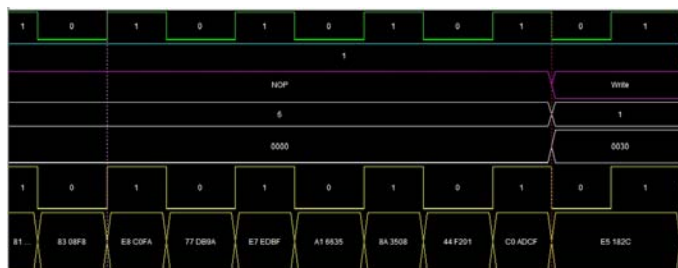 1 0 1 0 1 0 1 0 1 0 1
1
NOP Write
6 1
0000 0030
1 0 1 0 1 0 1 0 1 0 1
81 ... 83 08F8 E8 C0FA 77 DB9A E7 EDBF A1 6635 8A 3508 44 F201 C0 ADCF E5 182C